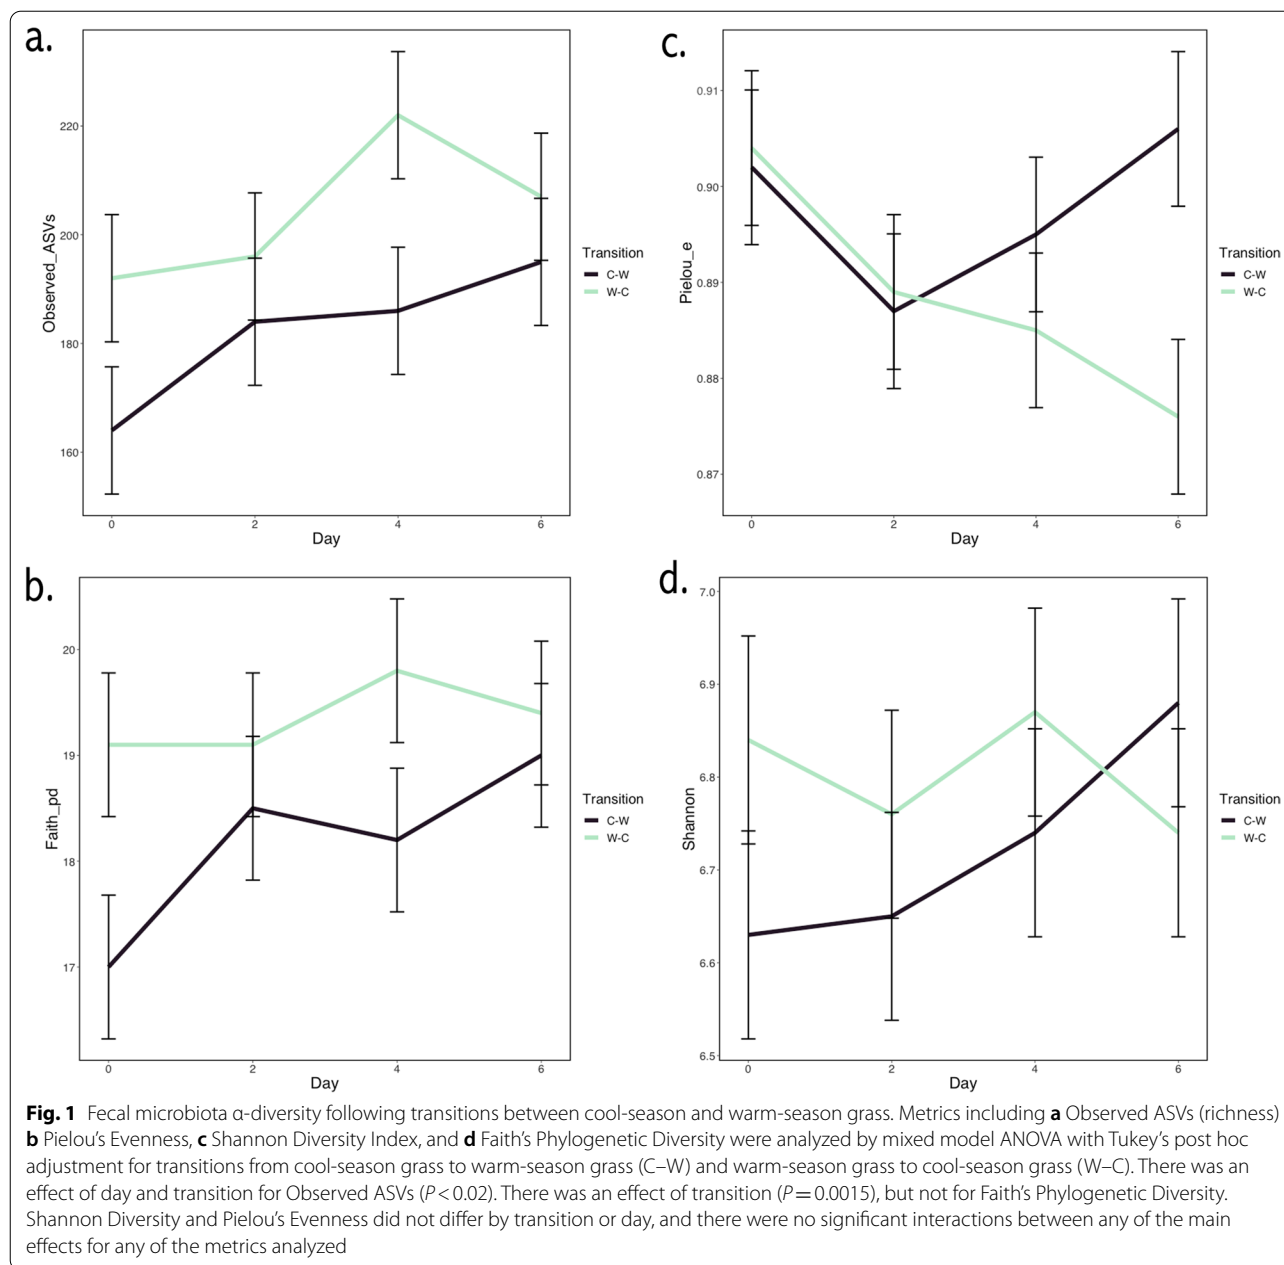 a.
220
200
180
160
Observed_ASVs
0
2
4
6
Day
Transition
C-W
W-C
c.
0.91
0.90
0.89
0.88
0.87
Pielou_e
0
2
4
6
Day
Transition
C-W
W-C
b.
20
19
18
17
Faith_pd
0
2
4
6
Day
Transition
C-W
W-C
d.
7.0
6.9
6.8
6.7
6.6
6.5
Shannon
0
2
4
6
Day
Transition
C-W
W-C
Fig. 1 Fecal microbiota α-diversity following transitions between cool-season and warm-season grass. Metrics including a Observed ASVs (richness)
b Pielou's Evenness, c Shannon Diversity Index, and d Faith's Phylogenetic Diversity were analyzed by mixed model ANOVA with Tukey's post hoc
adjustment for transitions from cool-season grass to warm-season grass (C–W) and warm-season grass to cool-season grass (W–C). There was an
effect of day and transition for Observed ASVs (P < 0.02). There was an effect of transition (P = 0.0015), but not for Faith's Phylogenetic Diversity.
Shannon Diversity and Pielou's Evenness did not differ by transition or day, and there were no significant interactions between any of the main
effects for any of the metrics analyzed